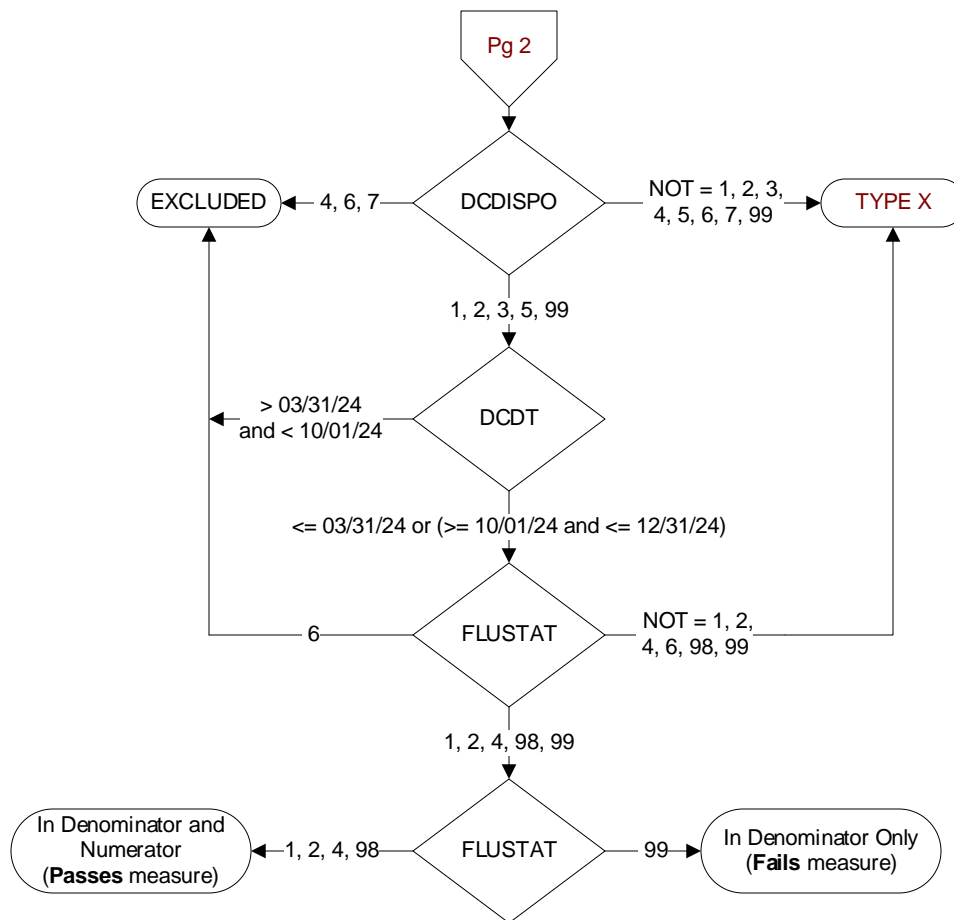 Pg 2
EXCLUDED
4, 6, 7
DCDISPO
NOT = 1, 2, 3,
4, 5, 6, 7, 99
TYPE X
1, 2, 3, 5, 99
> 03/31/24
and < 10/01/24
DCDT
<= 03/31/24 or (>= 10/01/24 and <= 12/31/24)
6
FLUSTAT
NOT = 1, 2,
4, 6, 98, 99
1, 2, 4, 98, 99
In Denominator and
Numerator
(Passes measure)
1, 2, 4, 98
FLUSTAT
99
In Denominator Only
(Fails measure)